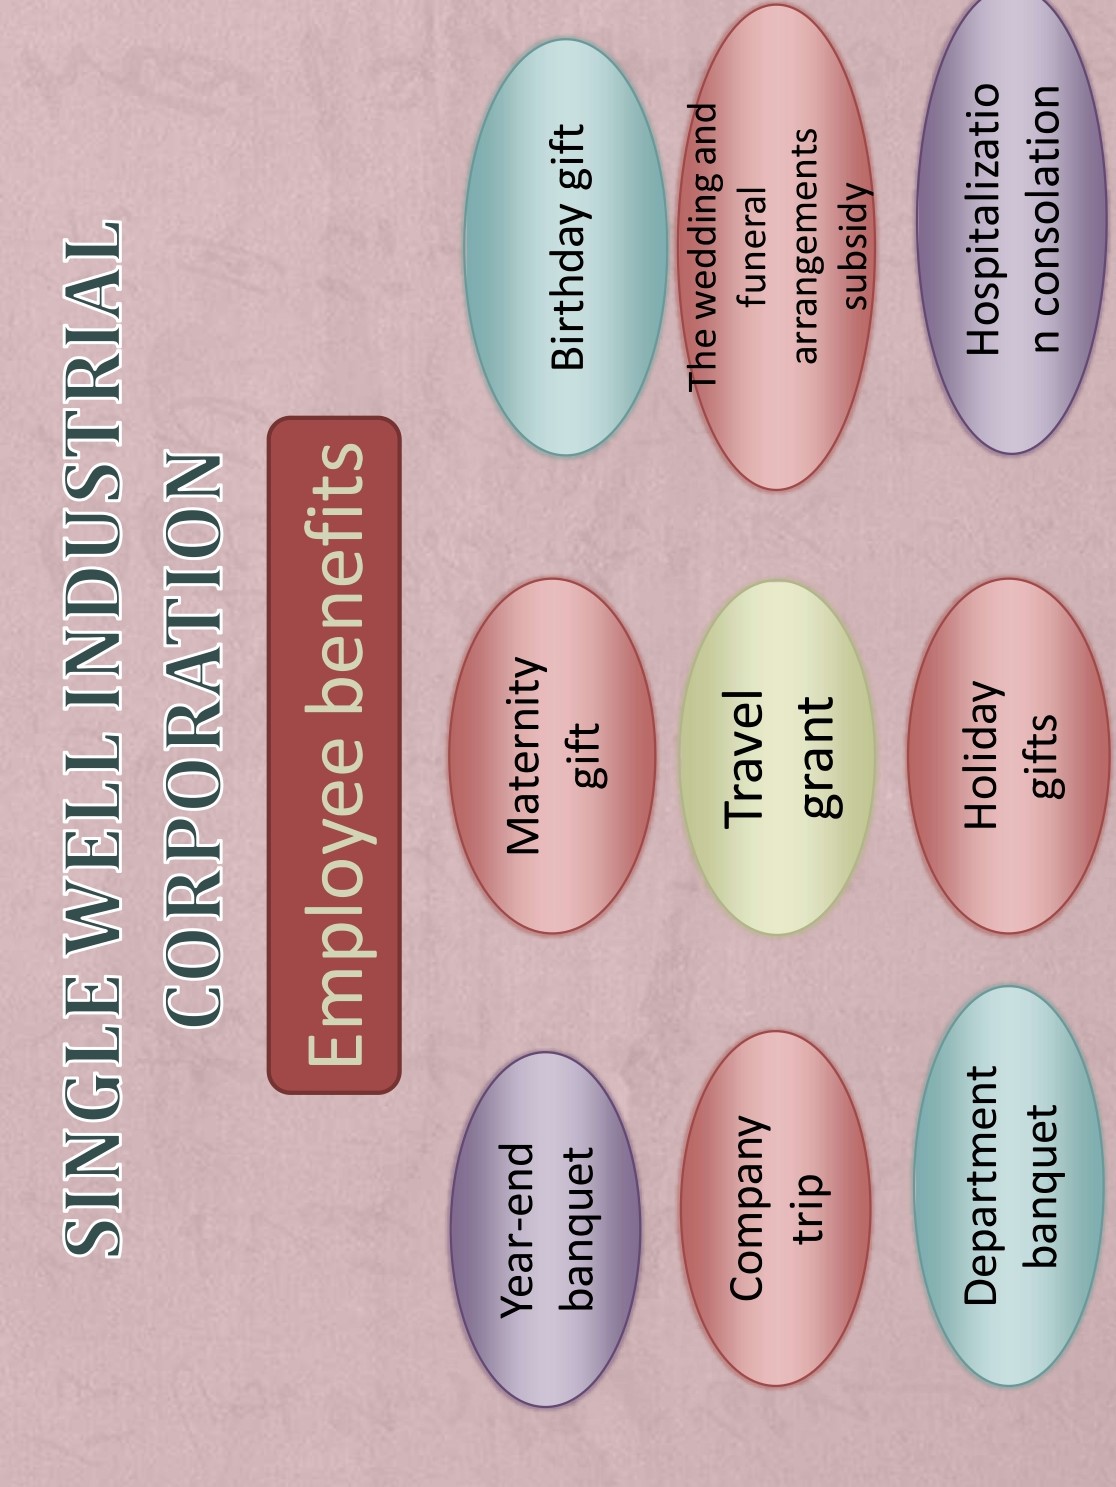 SINGLE WELL INDUSTRIAL
CORPORATION
Employee benefits
Year-end
banquet
Maternity
gift
Birthday gift
Company
trip
Travel
grant
The wedding and
funeral
arrangements
subsidy
Department
banquet
Holiday
gifts
Hospitalizatio
n consolation